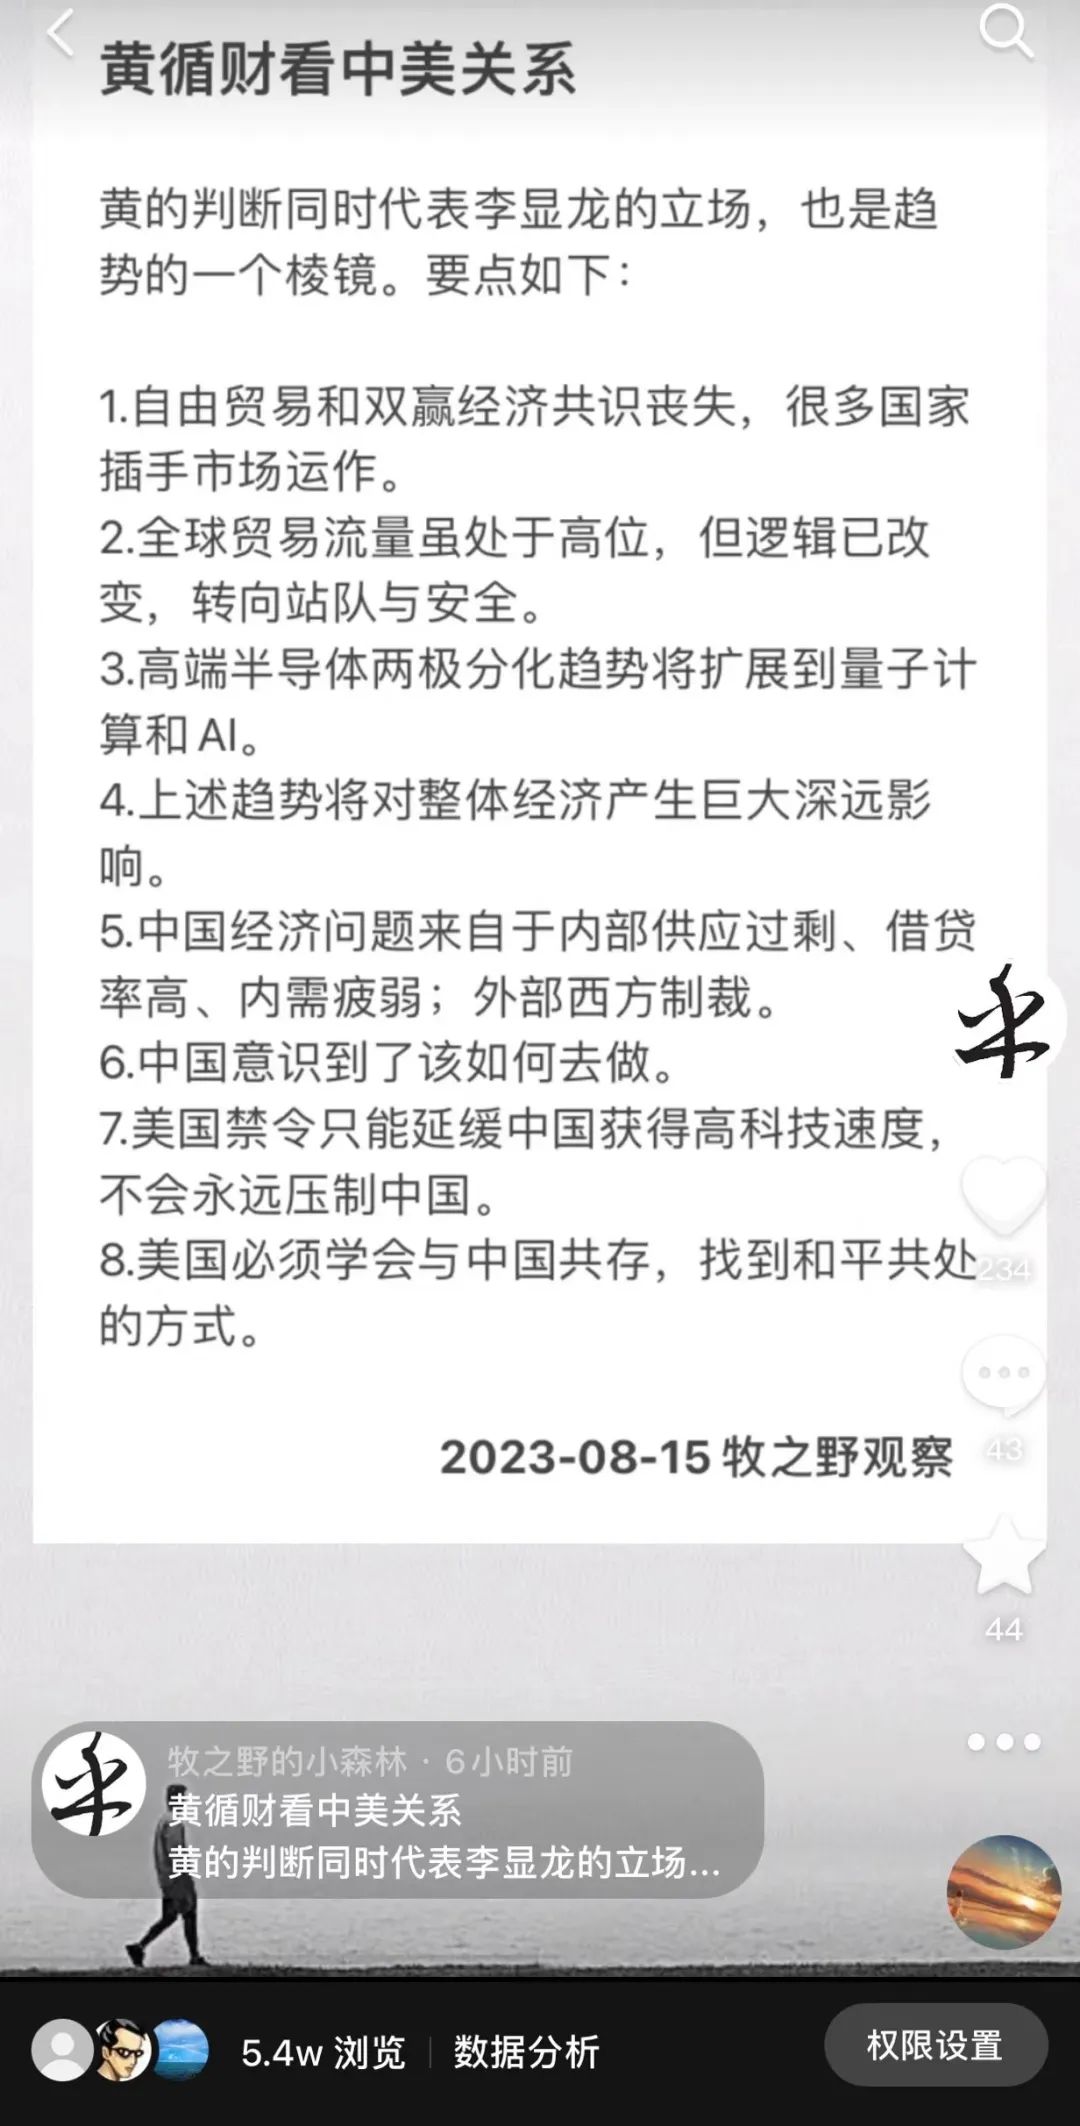 黄循财看中美关系
黄的判断同时代表李显龙的立场，也是趋
势的一个棱镜。要点如下：
1.自由贸易和双赢经济共识丧失，很多国家
插手市场运作。
2.全球贸易流量虽处于高位，但逻辑已改
变，转向站队与安全。
3.高端半导体两极分化趋势将扩展到量子计
算和AI。
4.上述趋势将对整体经济产生巨大深远影
响。
5.中国经济问题来自于内部供应过剩、借贷
率高、内需疲弱；外部西方制裁。
6.中国意识到了该如何去做。
7.美国禁令只能延缓中国获得高科技速度，
不会永远压制中国。
8.美国必须学会与中国共存，找到和平共处
的方式。
234
2023-08-15 牧之野观察
43
44
牧之野的小森林 · 6小时前
黄循财看中美关系
黄的判断同时代表李显龙的立场...
5.4w 浏览
数据分析
权限设置